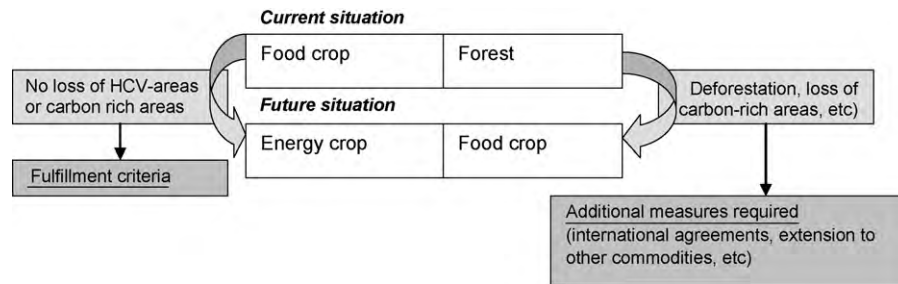 Current situation
Food crop
Forest
No loss of HCV-areas
or carbon rich areas
Deforestation, loss of
carbon-rich areas, etc)
Future situation
Energy crop
Food crop
Fulfillment criteria
Additional measures required
(international agreements, extension to
other commodities, etc)